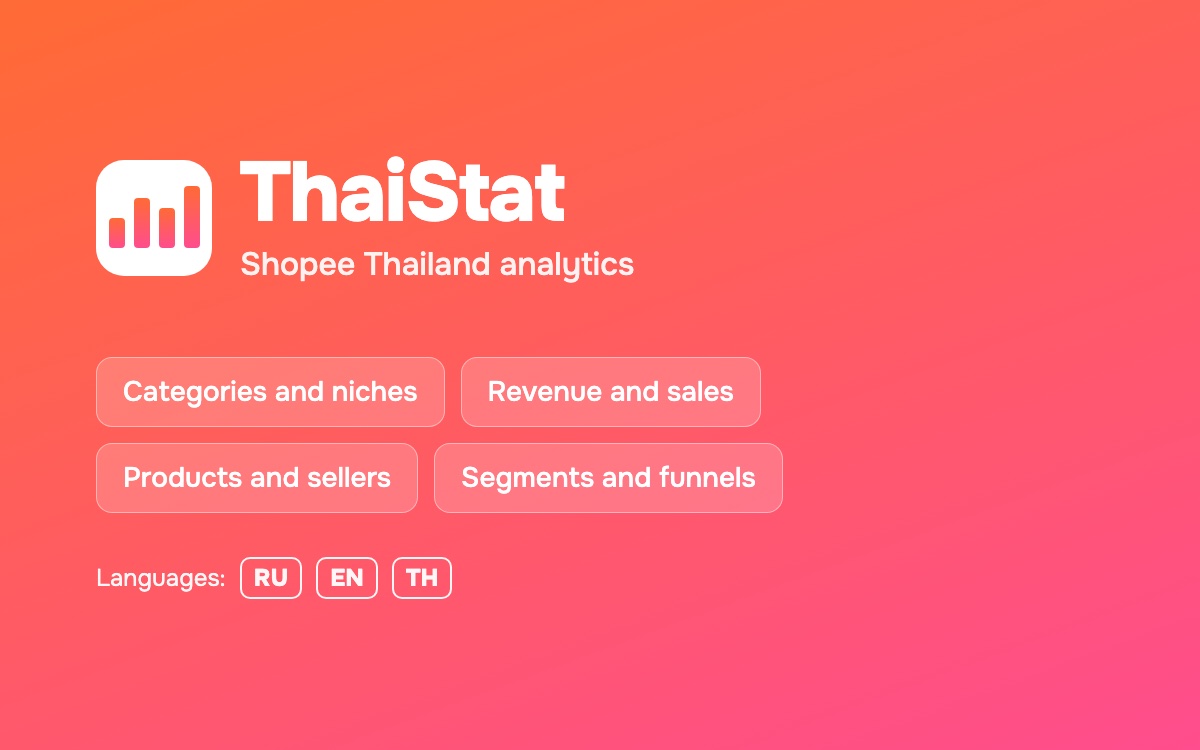 ThaiStat
Shopee Thailand analytics
Categories and niches
Revenue and sales
Products and sellers
Segments and funnels
Languages: RU EN TH